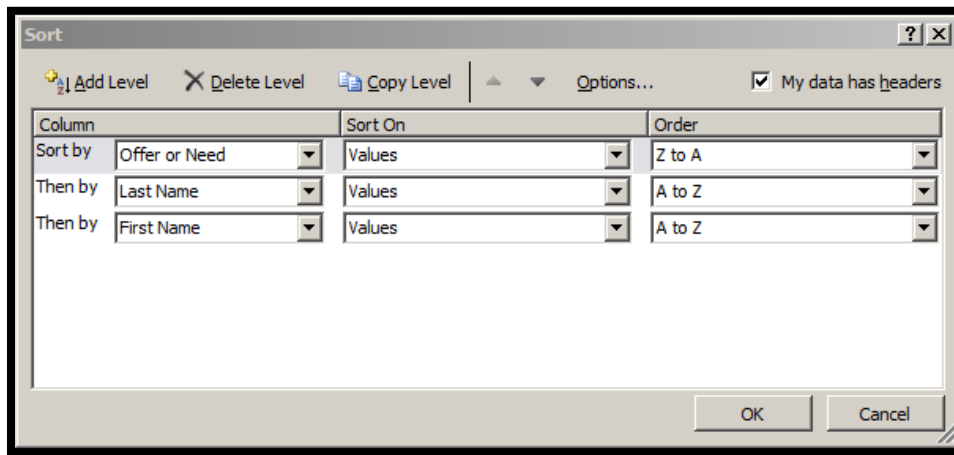 Sort
Add Level Delete Level Copy Level Options... My data has headers
Column Sort On Order
Sort by Offer or Need Values Z to A
Then by Last Name Values A to Z
Then by First Name Values A to Z
OK Cancel